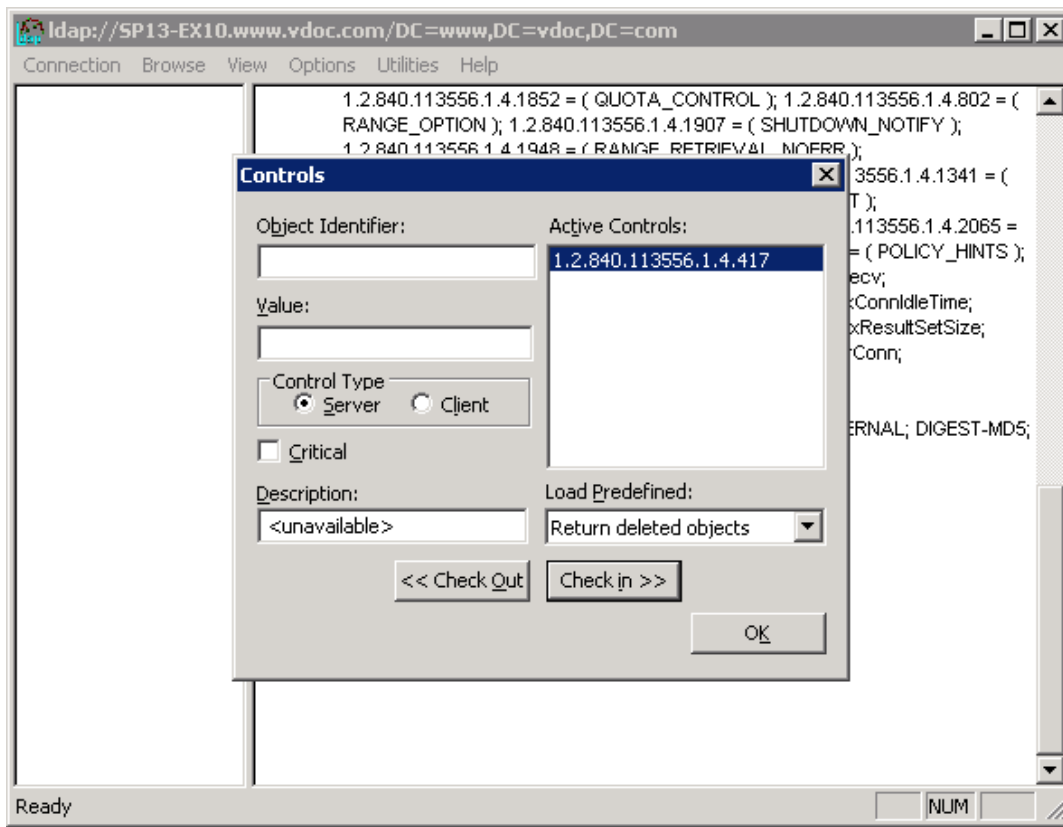 ldap://SP13-EX10.www.vdoc.com/DC=www,DC=vdoc,DC=com
Connection Browse View Options Utilities Help
1.2.840.113556.1.4.1852 = ( QUOTA_CONTROL ); 1.2.840.113556.1.4.802 = (
RANGE_OPTION ); 1.2.840.113556.1.4.1907 = ( SHUTDOWN_NOTIFY );
1.2.840.113556.1.4.1948 = ( RANGE_RETRIEVAL_NOERR );
3556.1.4.1341 = (
T );
.113556.1.4.2065 =
= ( POLICY_HINTS );
ecv;
ConnIdleTime;
xResultSetSize;
Conn;
ERNAL; DIGEST-MD5;
Controls
Object Identifier:
Active Controls:
1.2.840.113556.1.4.417
Value:
Control Type
Server Client
Critical
Description:
<unavailable>
Load Predefined:
Return deleted objects
<< Check Out
Check in >>
OK
Ready
NUM